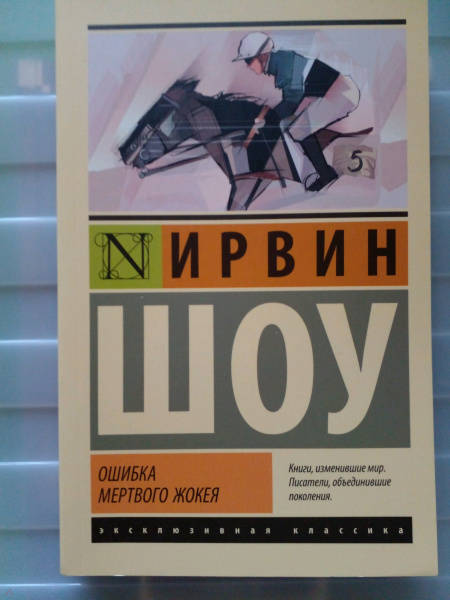 5
N ИРВИН
ШОУ
ОШИБКА
МЕРТВОГО ЖОКЕЯ
Книги, изменившие мир.
Писатели, объединившие
поколения.
эксклюзивная классика